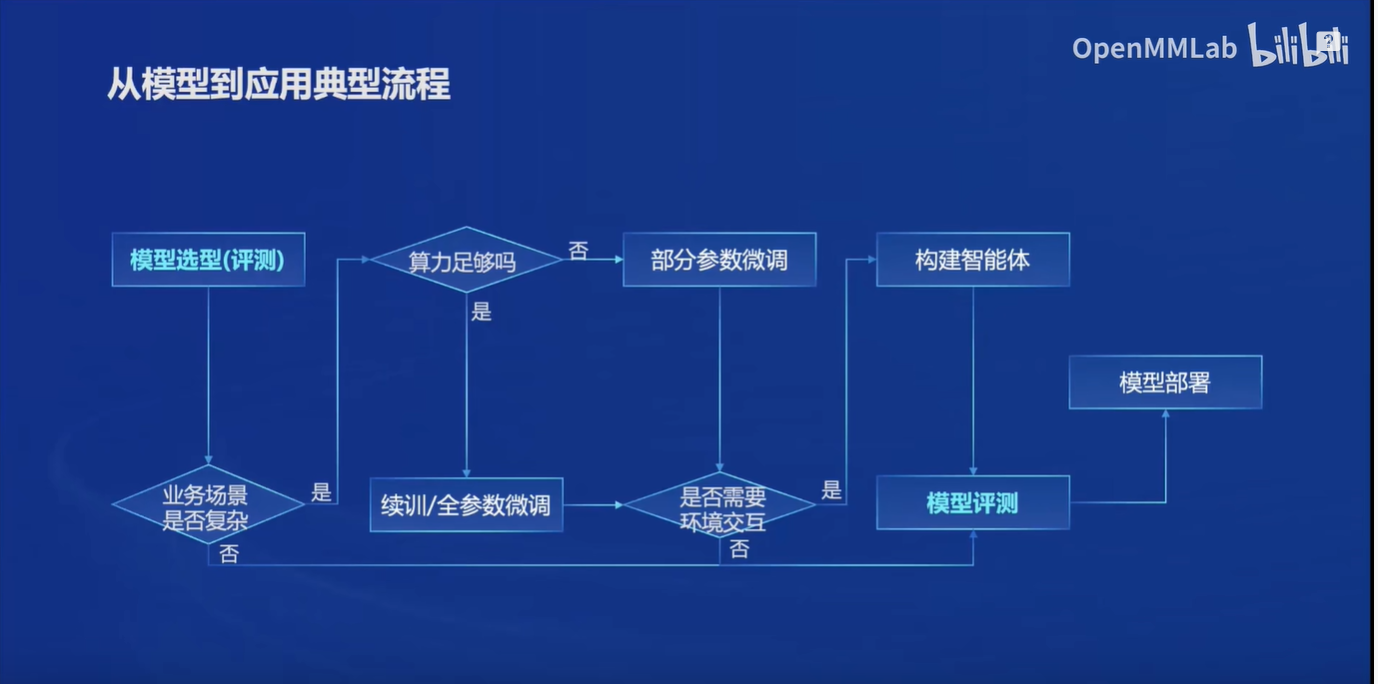 OpenMMLab bilibili
从模型到应用典型流程
模型选型(评测)
算力足够吗
否
部分参数微调
构建智能体
是
模型部署
业务场景
是否复杂
是
续训/全参数微调
是否需要
环境交互
是
模型评测
否
否